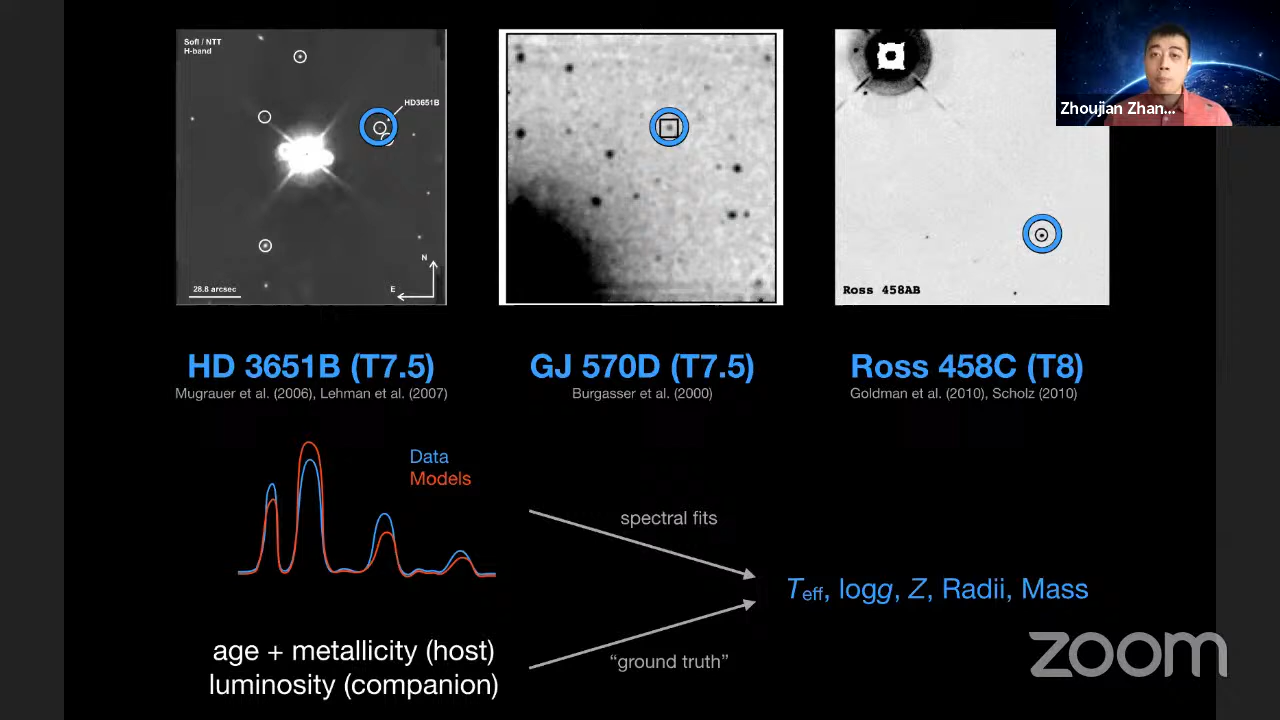 Sofl / NTT
H-band
HD3651B
N
E
28.8 arcsec
Ross 458AB
Zhoujian Zhan...
HD 3651B (T7.5)
Mugrauer et al. (2006), Lehman et al. (2007)
GJ 570D (T7.5)
Burgasser et al. (2000)
Ross 458C (T8)
Goldman et al. (2010), Scholz (2010)
Data
Models
spectral fits
Teff, logg, Z, Radii, Mass
age + metallicity (host)
luminosity (companion)
“ground truth”
zoom